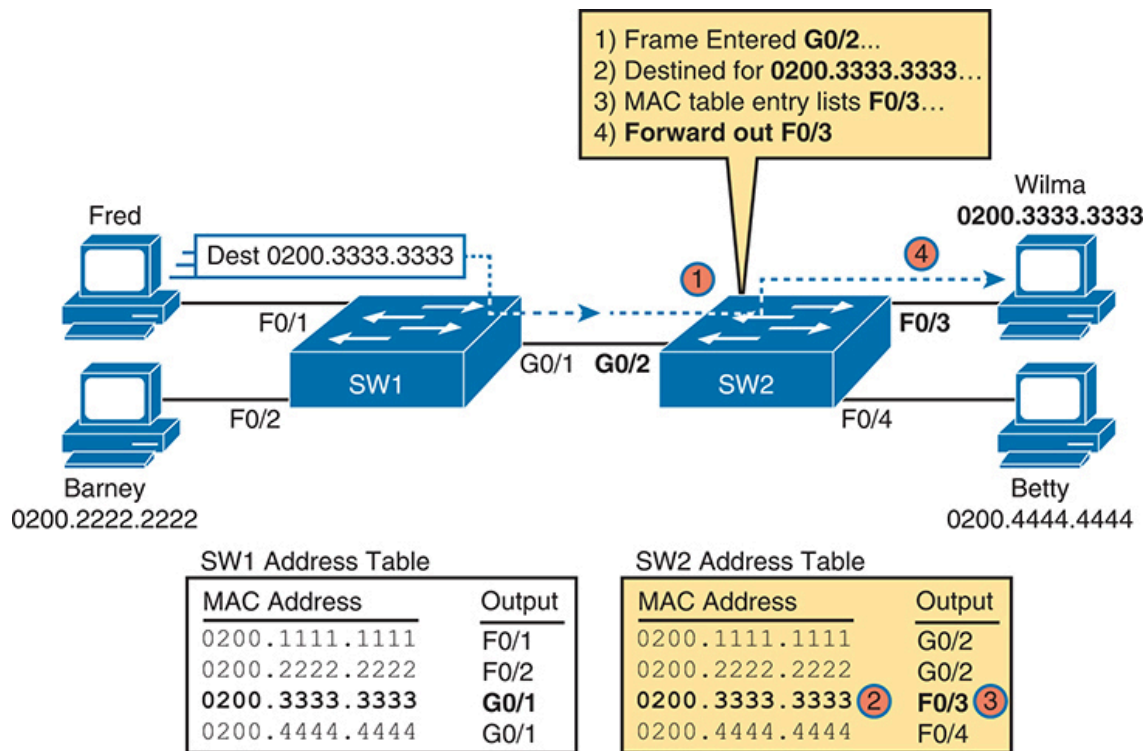 1) Frame Entered G0/2...
2) Destined for 0200.3333.3333...
3) MAC table entry lists F0/3...
4) Forward out F0/3
Wilma
0200.3333.3333
Fred
Dest 0200.3333.3333
1
4
F0/1
F0/3
SW1
G0/1
G0/2
SW2
F0/2
F0/4
Barney
0200.2222.2222
Betty
0200.4444.4444
SW1 Address Table
MAC Address Output
0200.1111.1111 F0/1
0200.2222.2222 F0/2
0200.3333.3333 G0/1
0200.4444.4444 G0/1
SW2 Address Table
MAC Address Output
0200.1111.1111 G0/2
0200.2222.2222 G0/2
0200.3333.3333 2 F0/3 3
0200.4444.4444 F0/4